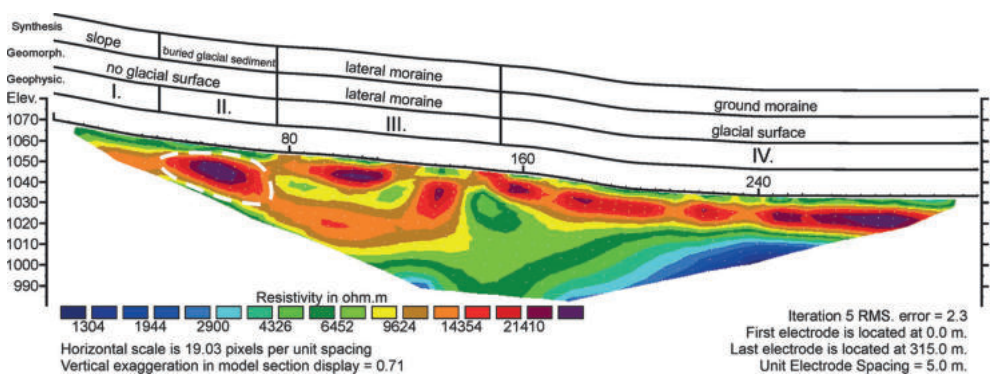 Synthesis
slope
buried glacial sediment
lateral moraine
ground moraine
Geomorph.
no glacial surface
lateral moraine
glacial surface
Geophysic.
I.
II.
III.
IV.
Elev.
1070
1060
1050
1040
1030
1020
1010
1000
990
80
160
240
Resistivity in ohm.m
1304 1944 2900 4326 6452 9624 14354 21410
Horizontal scale is 19.03 pixels per unit spacing
Vertical exaggeration in model section display = 0.71
Iteration 5 RMS. error = 2.3
First electrode is located at 0.0 m.
Last electrode is located at 315.0 m.
Unit Electrode Spacing = 5.0 m.